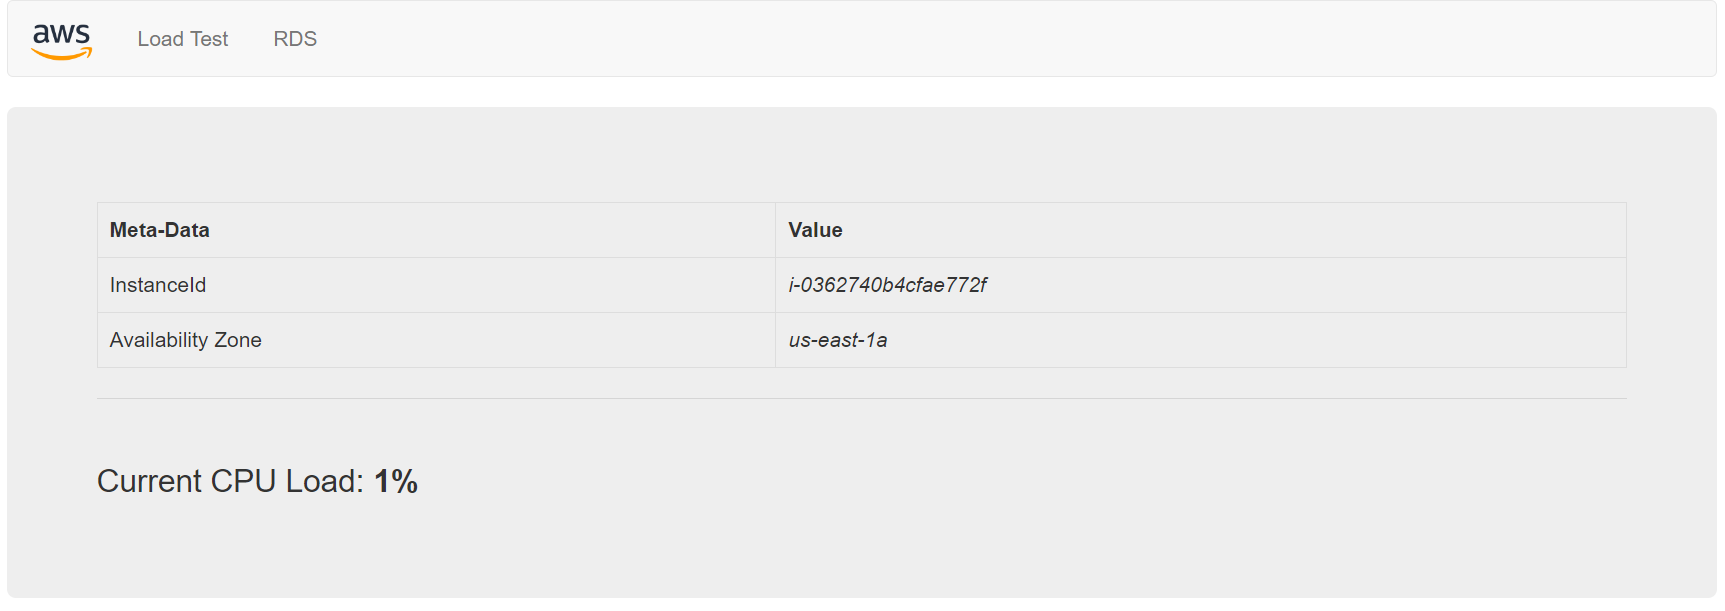 aws Load Test RDS
Meta-Data Value
InstanceId i-0362740b4cfae772f
Availability Zone us-east-1a
Current CPU Load: 1%